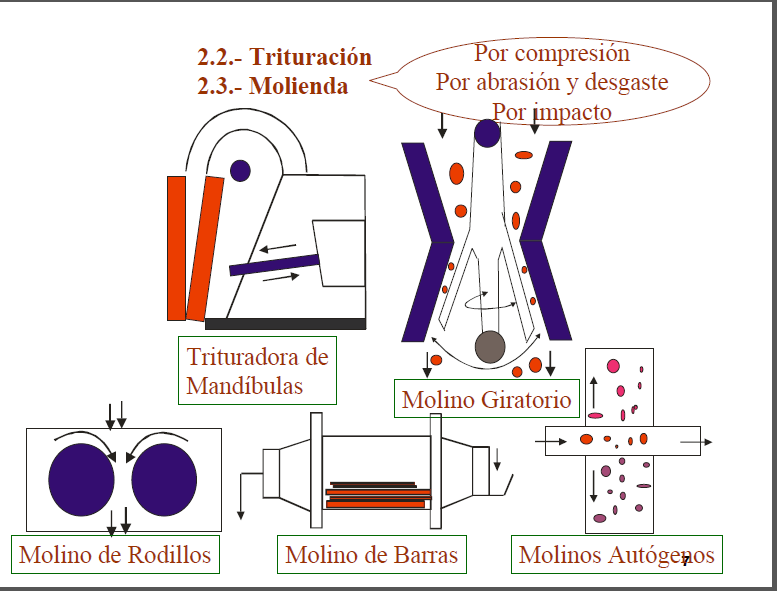 2.2.- Trituración
2.3.- Molienda
Por compresión
Por abrasión y desgaste
Por impacto
Trituradora de
Mandíbulas
Molino Giratorio
Molino de Rodillos
Molino de Barras
Molinos Autógenos
7